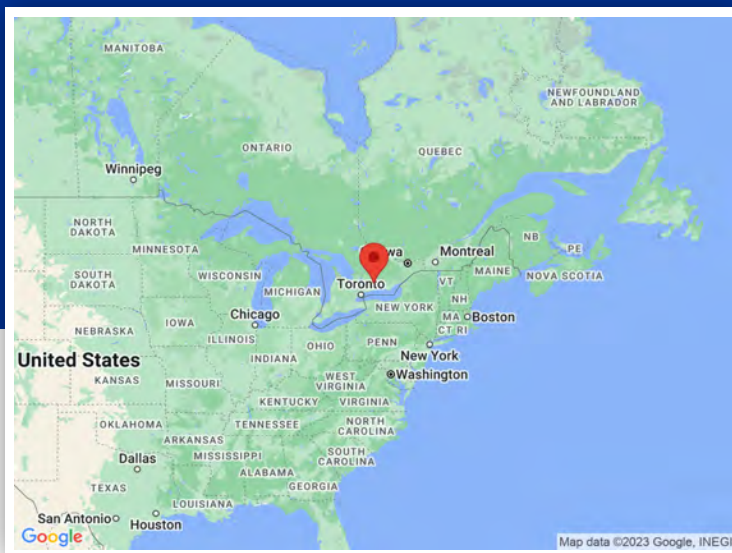 MANITOBA
NEWFOUNDLAND
AND LABRADOR
ONTARIO
QUEBEC
Winnipeg
NORTH
DAKOTA
NB
PE
MINNESOTA
Montreal
MAINE
NOVA SCOTIA
SOUTH
DAKOTA
WISCONSIN
MICHIGAN
Toronto
VT
NH
NEW YORK
MA
Boston
CT RI
Chicago
IOWA
NEBRASKA
ILLINOIS
INDIANA
OHIO
PENN
New York
United States
WEST
VIRGINIA
Washington
KANSAS
MISSOURI
KENTUCKY
VIRGINIA
OKLAHOMA
TENNESSEE
NORTH
CAROLINA
ARKANSAS
MISSISSIPPI
SOUTH
CAROLINA
Dallas
ALABAMA
GEORGIA
TEXAS
LOUISIANA
San Antonio
Houston
Google
Map data ©2023 Google, INEGI